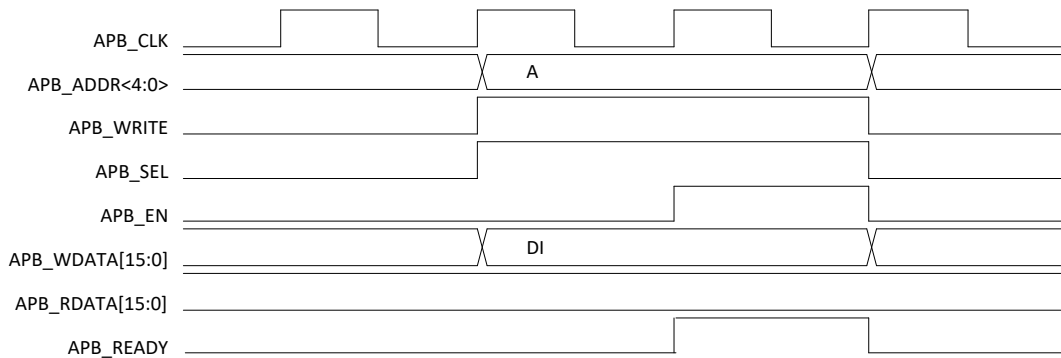 APB_CLK
APB_ADDR<4:0>
A
APB_WRITE
APB_SEL
APB_EN
APB_WDATA[15:0]
DI
APB_RDATA[15:0]
APB_READY